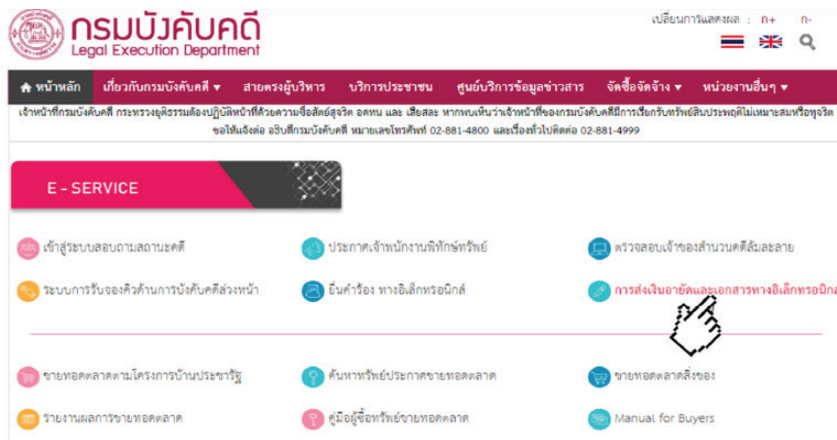 กรมบังคับคดี
Legal Execution Department
เปลี่ยนการแสดงผล : ก+ ก-
หน้าหลัก เกี่ยวกับกรมบังคับคดี ▾ สายตรงผู้บริหาร บริการประชาชน ศูนย์บริการข้อมูลข่าวสาร จัดซื้อจัดจ้าง ▾ หน่วยงานอื่นๆ ▾
เจ้าหน้าที่กรมบังคับคดี กระทรวงยุติธรรมต้องปฏิบัติหน้าที่ด้วยความซื่อสัตย์สุจริต อดทน และ เสียสละ หากพบเห็นว่าเจ้าหน้าที่ของกรมบังคับคดีมีการเรียกรับทรัพย์สินประพฤติไม่เหมาะสมหรือทุจริต
ขอให้แจ้งต่อ อธิบดีกรมบังคับคดี หมายเลขโทรศัพท์ 02-881-4800 และเรื่องทั่วไปติดต่อ 02-881-4999
E - SERVICE
เข้าสู่ระบบสอบถามสถานะคดี ประกาศเจ้าพนักงานพิทักษ์ทรัพย์ ตรวจสอบเจ้าของสำนวนคดีล้มละลาย
ระบบการรับจองคิวด้านการบังคับคดีล่วงหน้า ยื่นคำร้อง ทางอิเล็กทรอนิกส์ การส่งเงินอายัดและเอกสารทางอิเล็กทรอนิกส์
ขายทอดตลาดตามโครงการบ้านประชารัฐ ค้นหาทรัพย์ประกาศขายทอดตลาด ขายทอดตลาดสิ่งของ
รายงานผลการขายทอดตลาด คู่มือผู้ซื้อทรัพย์ขายทอดตลาด Manual for Buyers